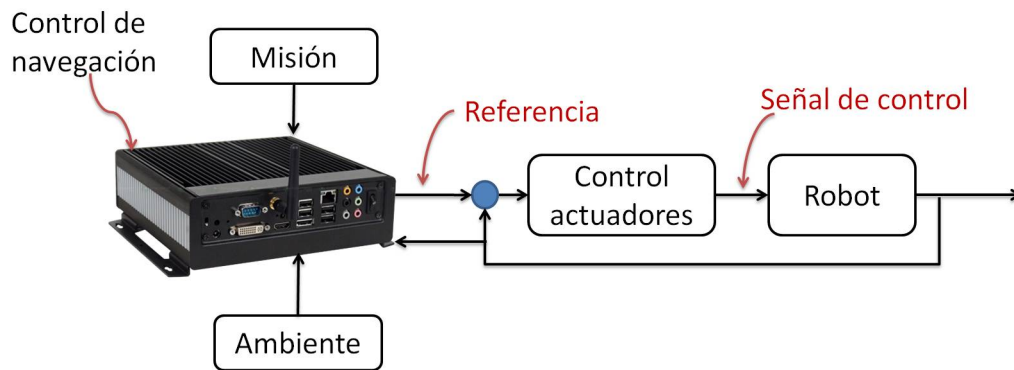 Control de
navegación
Misión
Referencia
Señal de control
Control
actuadores
Robot
Ambiente